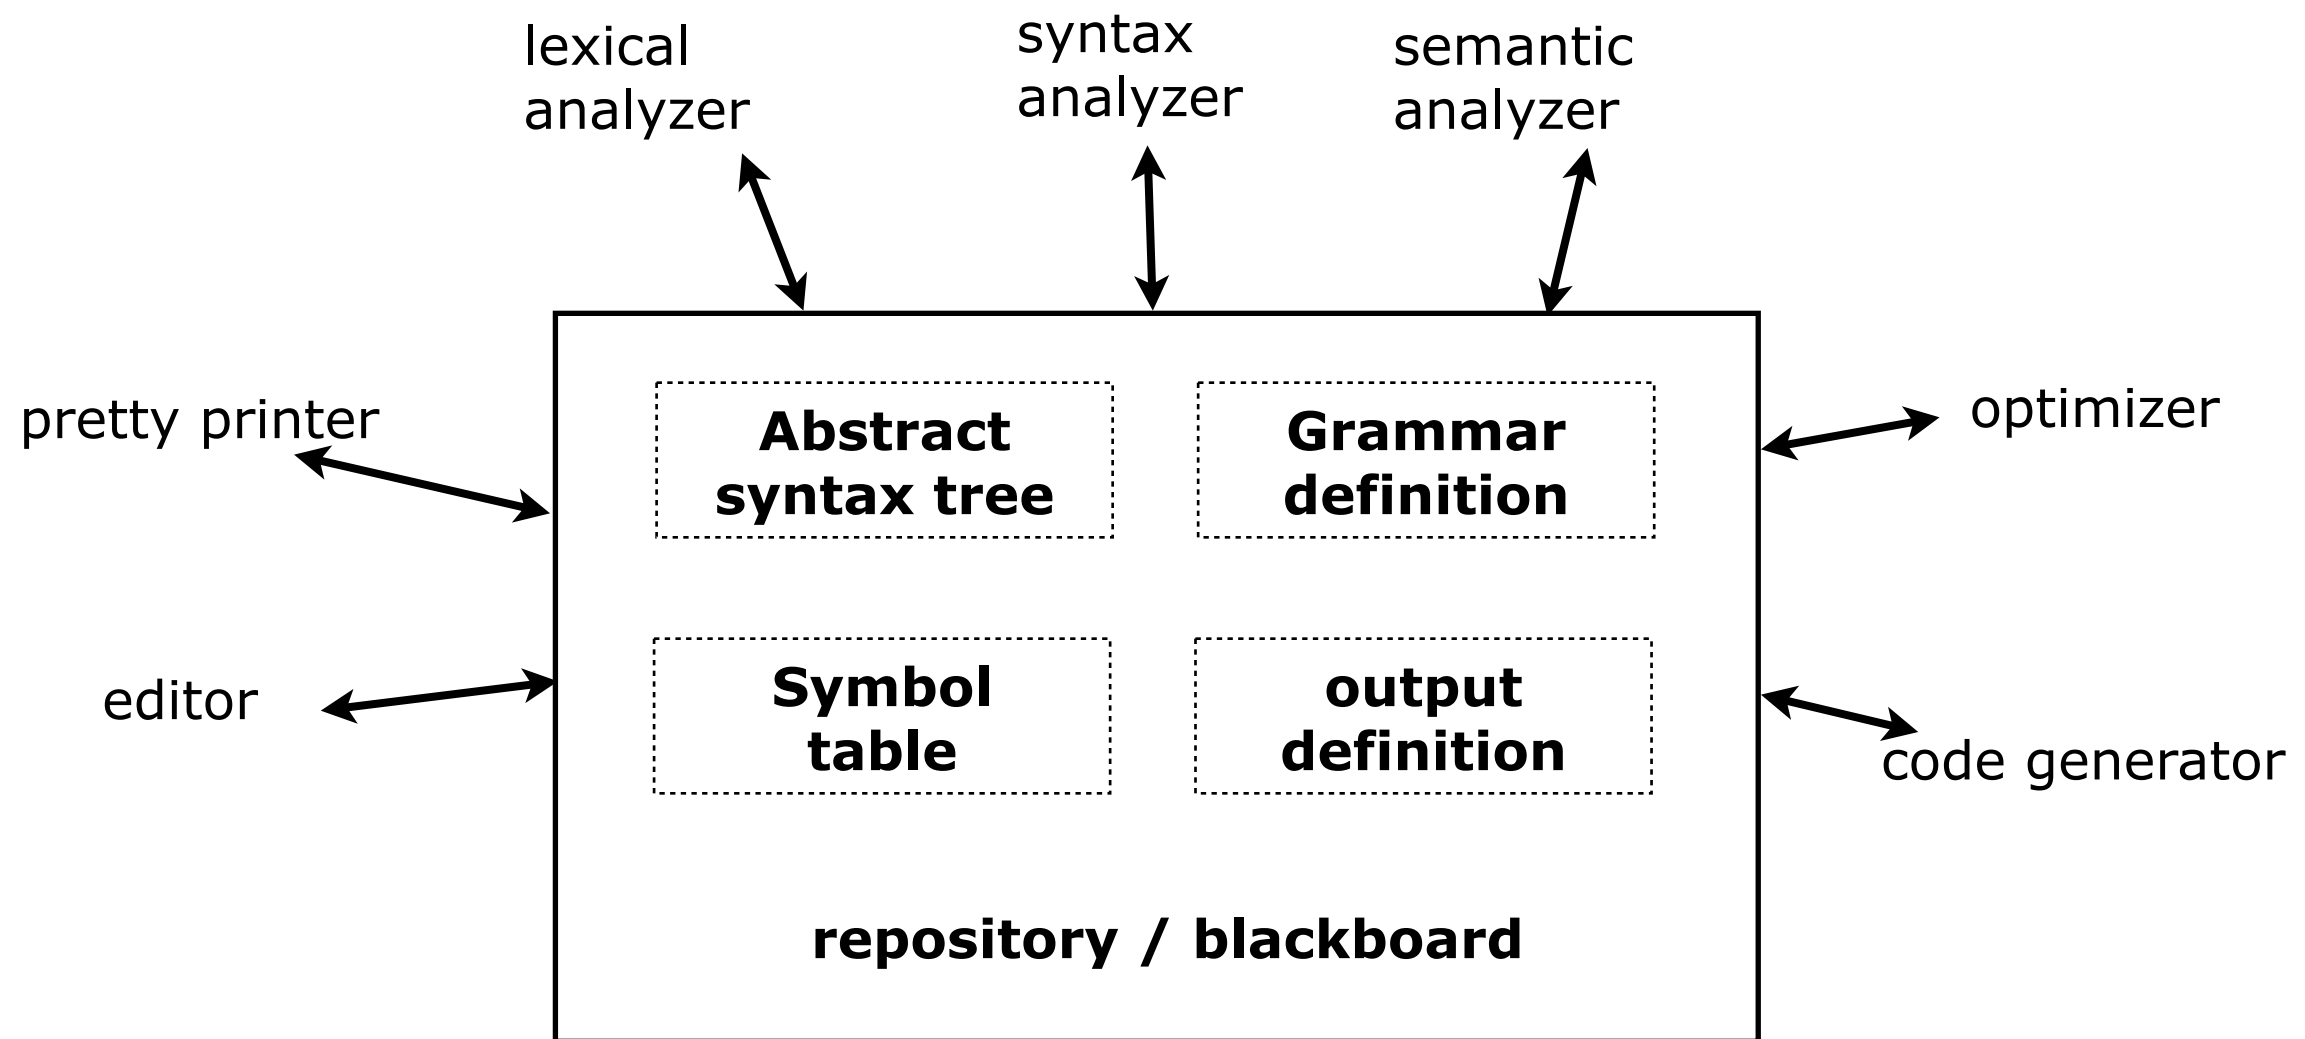 lexical
analyzer
syntax
analyzer
semantic
analyzer
pretty printer
Abstract
syntax tree
Grammar
definition
optimizer
editor
Symbol
table
output
definition
code generator
repository / blackboard